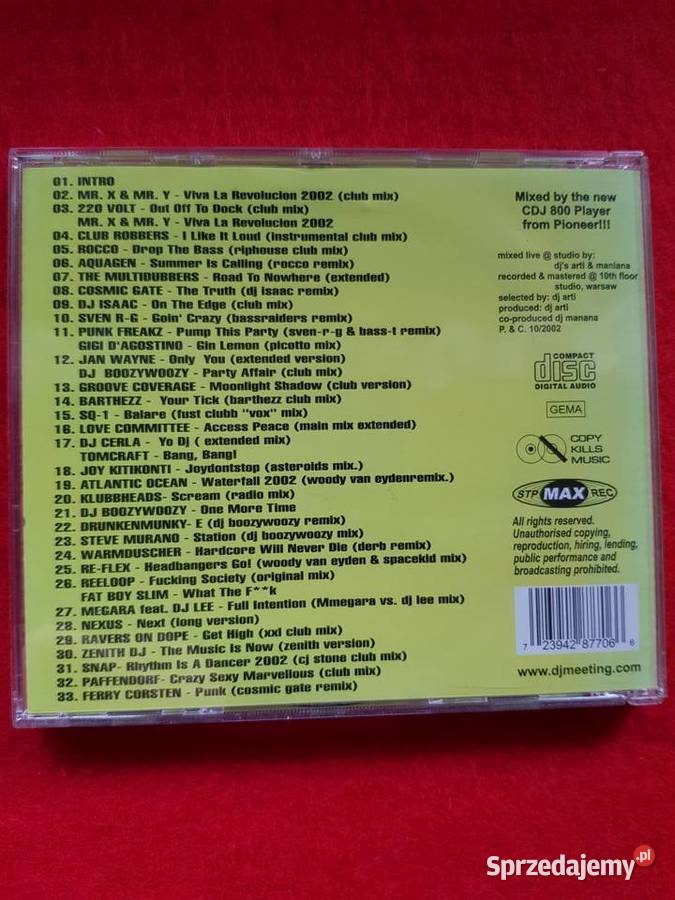 01. INTRO
02. MR. X & MR. Y - Viva La Revolucion 2002 (club mix)
03. 220 VOLT - Out Off To Dock (club mix)
MR. X & MR. Y - Viva La Revolucion 2002
04. CLUB ROBBERS - I Like It Loud (instrumental club mix)
05. ROCCO - Drop The Bass (riphouse club mix)
06. AQUAGEN - Summer Is Calling (rocco remix)
07. THE MULTIDUBBERS - Road To Nowhere (extended)
08. COSMIC GATE - The Truth (dj isaac remix)
09. DJ ISAAC - On The Edge (club mix)
10. SVEN R-G - Goin' Crazy (bassraiders remix)
11. PUNK FREAKZ - Pump This Party (sven-r-g & bass-t remix)
GIGI D'AGOSTINO - Gin Lemon (picotto mix)
12. JAN WAYNE - Only You (extended version)
DJ BOOZYWOOZY - Party Affair (club mix)
13. GROOVE COVERAGE - Moonlight Shadow (club version)
14. BARTHEZZ - Your Tick (barthezz club mix)
15. SQ-1 - Balare (fust clubb "vox" mix)
16. LOVE COMMITTEE - Access Peace (main mix extended)
17. DJ CERLA - Yo Dj ( extended mix)
TOMCRAFT - Bang, Bang!
18. JOY KITIKONTI - Joydontstop (asteroids mix.)
19. ATLANTIC OCEAN - Waterfall 2002 (woody van eydenremix.)
20. KLUBBHEADS- Scream (radio mix)
21. DJ BOOZYWOOZY - One More Time
22. DRUNKENMUNKY- E (dj boozywoozy remix)
23. STEVE MURANO - Station (dj boozywoozy mix)
24. WARMDUSCHER - Hardcore Will Never Die (derb remix)
25. RE-FLEX - Headbangers Go! (woody van eyden & spacekid mix)
26. REELOOP - Fucking Society (original mix)
FAT BOY SLIM - What The F**k
27. MEGARA feat. DJ LEE - Full Intention (Mmegara vs. dj lee mix)
28. NEXUS - Next (long version)
29. RAVERS ON DOPE - Get High (xxl club mix)
30. ZENITH DJ - The Music Is Now (zenith version)
31. SNAP- Rhythm Is A Dancer 2002 (cj stone club mix)
32. PAFFENDORF- Crazy Sexy Marvellous (club mix)
33. FERRY CORSTEN - Punk (cosmic gate remix)
Mixed by the new
CDJ 800 Player
from Pioneer!!!
mixed live @ studio by:
dj's arti & maniana
recorded & mastered @ 10th floor
studio, warsaw
selected by: dj arti
produced: dj arti
co-produced dj manana
P. & C. 10/2002
COMPACT
disc
DIGITAL AUDIO
GEMA
COPY
KILLS
MUSIC
STP MAX REC
All rights reserved.
Unauthorised copying,
reproduction, hiring, lending,
public performance and
broadcasting prohibited.
7 23942 87706 6
www.djmeeting.com
Sprzedajemy.pl